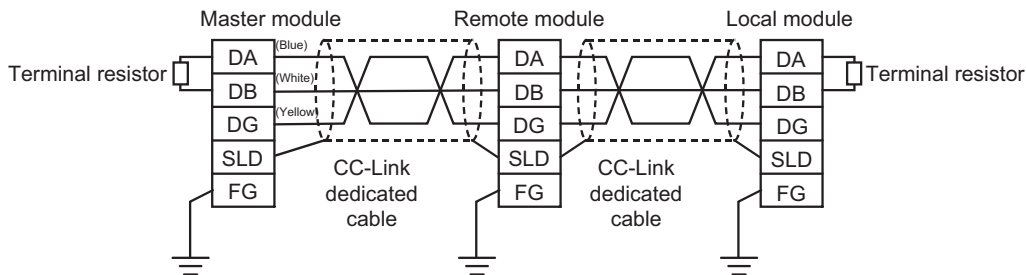 Master module
Remote module
Local module
Terminal resistor
DA
DB
DG
SLD
FG
(Blue)
(White)
(Yellow)
CC-Link
dedicated
cable
DA
DB
DG
SLD
FG
CC-Link
dedicated
cable
DA
DB
DG
SLD
FG
Terminal resistor